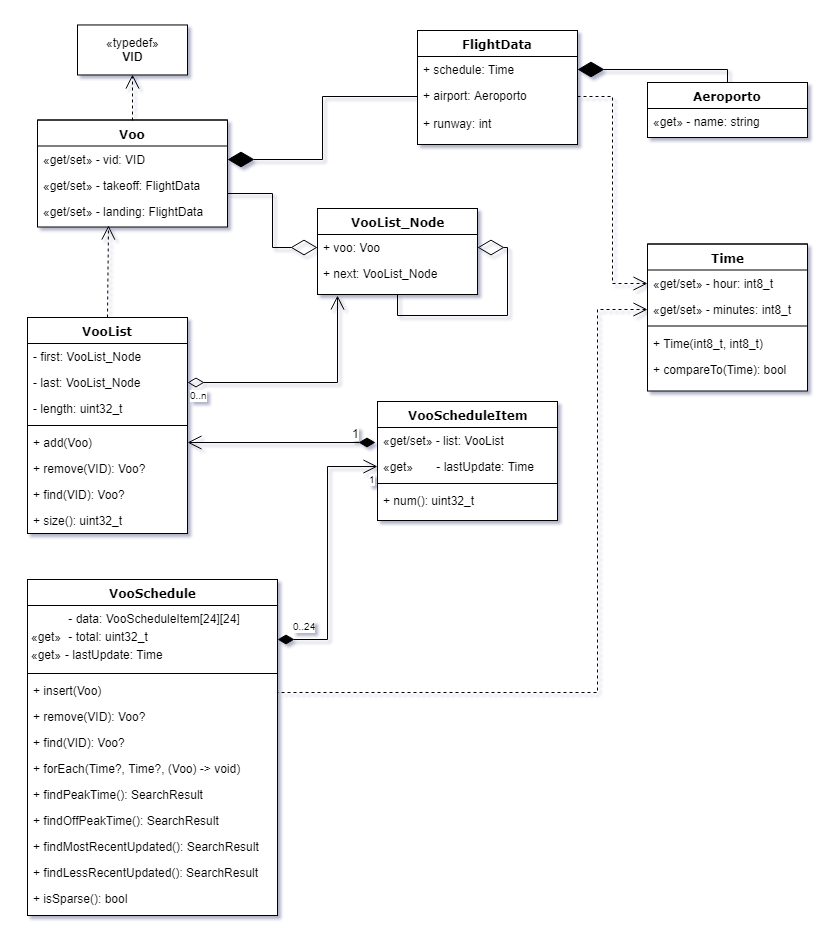 «typedef»
VID
FlightData
+ schedule: Time
+ airport: Aeroporto
+ runway: int
Aeroporto
«get» - name: string
Voo
«get/set» - vid: VID
«get/set» - takeoff: FlightData
«get/set» - landing: FlightData
VooList_Node
+ voo: Voo
+ next: VooList_Node
Time
«get/set» - hour: int8_t
«get/set» - minutes: int8_t
+ Time(int8_t, int8_t)
+ compareTo(Time): bool
VooList
- first: VooList_Node
- last: VooList_Node
- length: uint32_t
+ add(Voo)
+ remove(VID): Voo?
+ find(VID): Voo?
+ size(): uint32_t
0..n
VooScheduleItem
«get/set» - list: VooList
«get» - lastUpdate: Time
+ num(): uint32_t
1
1
VooSchedule
- data: VooScheduleItem[24][24]
«get» - total: uint32_t
«get» - lastUpdate: Time
+ insert(Voo)
+ remove(VID): Voo?
+ find(VID): Voo?
+ forEach(Time?, Time?, (Voo) -> void)
+ findPeakTime(): SearchResult
+ findOffPeakTime(): SearchResult
+ findMostRecentUpdated(): SearchResult
+ findLessRecentUpdated(): SearchResult
+ isSparse(): bool
0..24